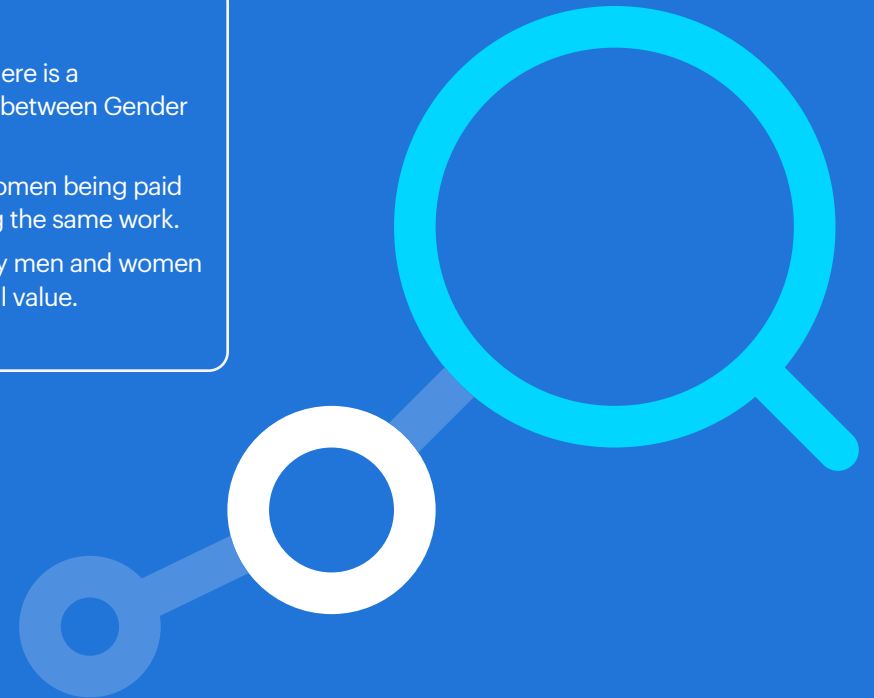 ere is a
between Gender
omen being paid
g the same work.
y men and women
l value.